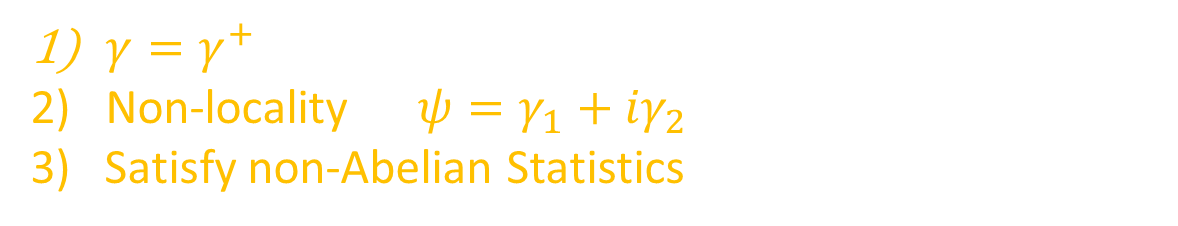 1) γ = γ⁺
2) Non-locality ψ = γ₁ + iγ₂
3) Satisfy non-Abelian Statistics